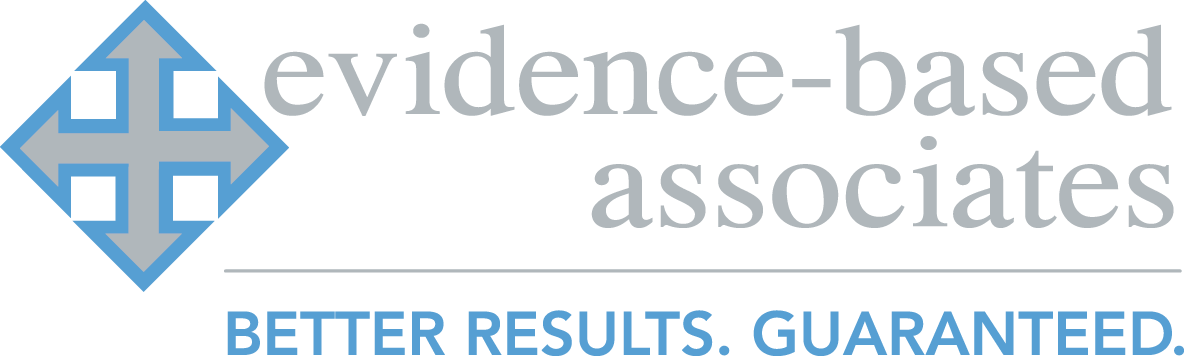 evidence-based
associates
BETTER RESULTS. GUARANTEED.